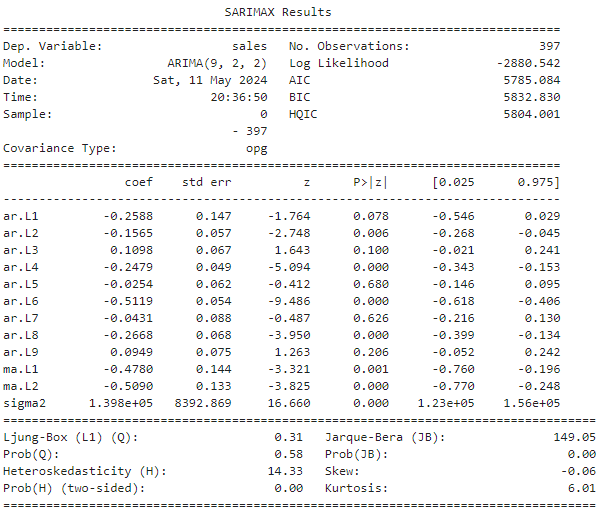 SARIMAX Results
==============================================================================
Dep. Variable:                  sales   No. Observations:                  397
Model:                 ARIMA(9, 2, 2)   Log Likelihood               -2880.542
Date:                Sat, 11 May 2024   AIC                           5785.084
Time:                        20:36:50   BIC                           5832.830
Sample:                             0   HQIC                          5804.001
- 397
Covariance Type:                  opg
==============================================================================
coef    std err          z      P>|z|      [0.025      0.975]
------------------------------------------------------------------------------
ar.L1         -0.2588      0.147     -1.764      0.078      -0.546       0.029
ar.L2         -0.1565      0.057     -2.748      0.006      -0.268      -0.045
ar.L3          0.1098      0.067      1.643      0.100      -0.021       0.241
ar.L4         -0.2479      0.049     -5.094      0.000      -0.343      -0.153
ar.L5         -0.0254      0.062     -0.412      0.680      -0.146       0.095
ar.L6         -0.5119      0.054     -9.486      0.000      -0.618      -0.406
ar.L7         -0.0431      0.088     -0.487      0.626      -0.216       0.130
ar.L8         -0.2668      0.068     -3.950      0.000      -0.399      -0.134
ar.L9          0.0949      0.075      1.263      0.206      -0.052       0.242
ma.L1         -0.4780      0.144     -3.321      0.001      -0.760      -0.196
ma.L2         -0.5090      0.133     -3.825      0.000      -0.770      -0.248
sigma2      1.398e+05   8392.869     16.660      0.000    1.23e+05    1.56e+05
===================================================================================
Ljung-Box (L1) (Q):                   0.31   Jarque-Bera (JB):               149.05
Prob(Q):                              0.58   Prob(JB):                         0.00
Heteroskedasticity (H):              14.33   Skew:                            -0.06
Prob(H) (two-sided):                  0.00   Kurtosis:                         6.01
===================================================================================